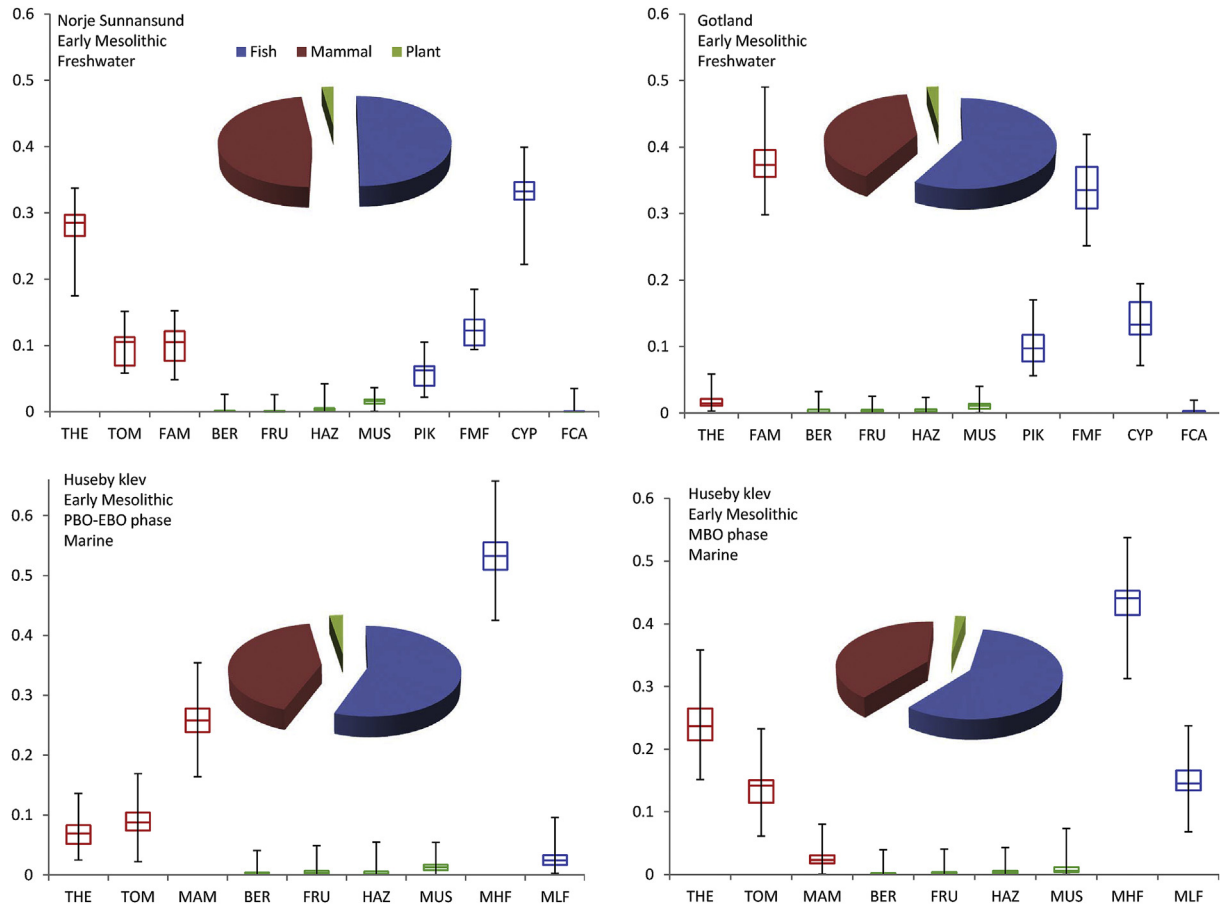 Norje Sunnansund
Early Mesolithic
Freshwater
Fish Mammal Plant
0.6
0.5
0.4
0.3
0.2
0.1
0
THE TOM FAM BER FRU HAZ MUS PIK FMF CYP FCA
Gotland
Early Mesolithic
Freshwater
0.6
0.5
0.4
0.3
0.2
0.1
0
THE FAM BER FRU HAZ MUS PIK FMF CYP FCA
Huseby klev
Early Mesolithic
PBO-EBO phase
Marine
0.6
0.5
0.4
0.3
0.2
0.1
0
THE TOM MAM BER FRU HAZ MUS MHF MLF
Huseby klev
Early Mesolithic
MBO phase
Marine
0.6
0.5
0.4
0.3
0.2
0.1
0
THE TOM MAM BER FRU HAZ MUS MHF MLF